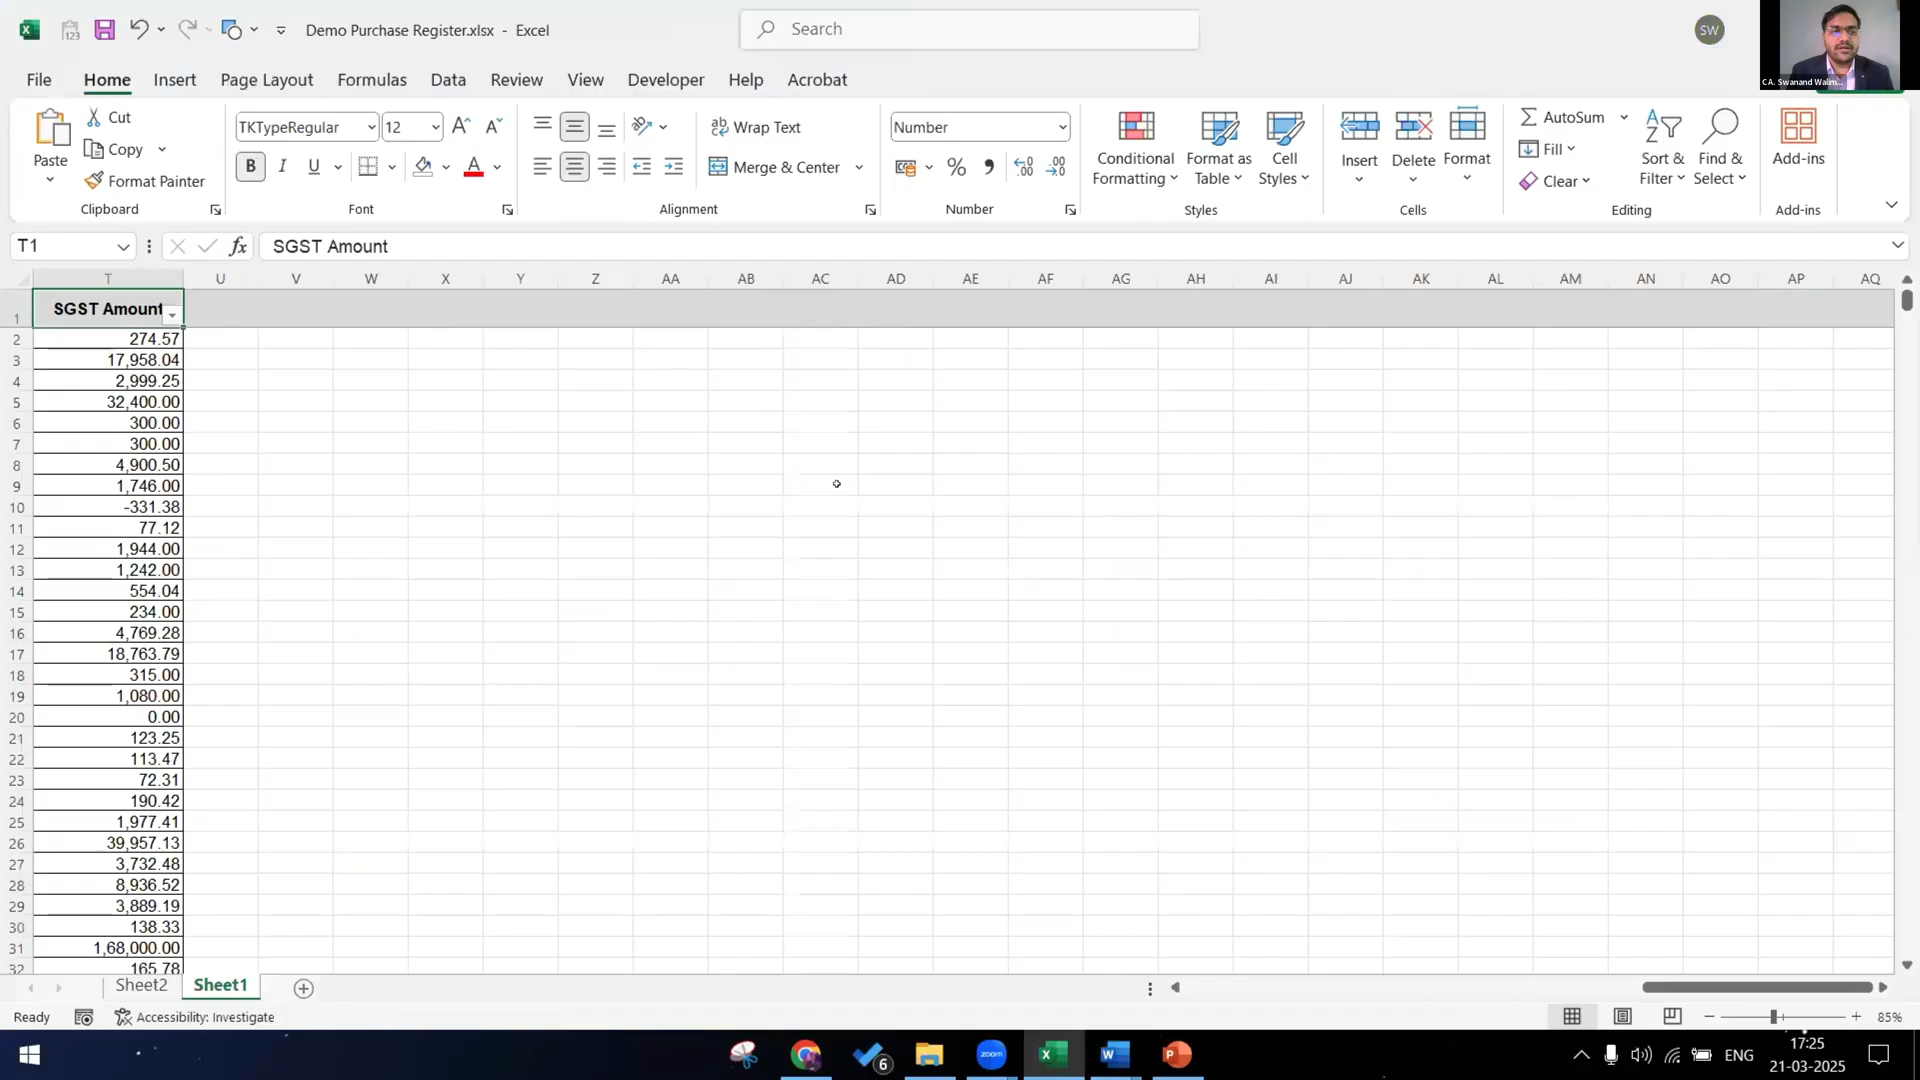 Demo Purchase Register.xlsx - Excel
Search
SW
CA. Swanand Walim...
File Home Insert Page Layout Formulas Data Review View Developer Help Acrobat
Paste
Cut
Copy
Format Painter
Clipboard
TKTypeRegular 12
B I U A
Font
Wrap Text
Merge & Center
Alignment
Number
%
Number
Conditional Formatting
Format as Table
Cell Styles
Styles
Insert
Delete
Format
Cells
AutoSum
Fill
Clear
Sort & Filter
Find & Select
Editing
Add-ins
Add-ins
T1 fx SGST Amount
T U V W X Y Z AA AB AC AD AE AF AG AH AI AJ AK AL AM AN AO AP AQ
1 SGST Amount
2 274.57
3 17,958.04
4 2,999.25
5 32,400.00
6 300.00
7 300.00
8 4,900.50
9 1,746.00
10 -331.38
11 77.12
12 1,944.00
13 1,242.00
14 554.04
15 234.00
16 4,769.28
17 18,763.79
18 315.00
19 1,080.00
20 0.00
21 123.25
22 113.47
23 72.31
24 190.42
25 1,977.41
26 39,957.13
27 3,732.48
28 8,936.52
29 3,889.19
30 138.33
31 1,68,000.00
32 165.78
Sheet2 Sheet1
Ready Accessibility: Investigate 85%
6 zoom ENG 17:25
21-03-2025